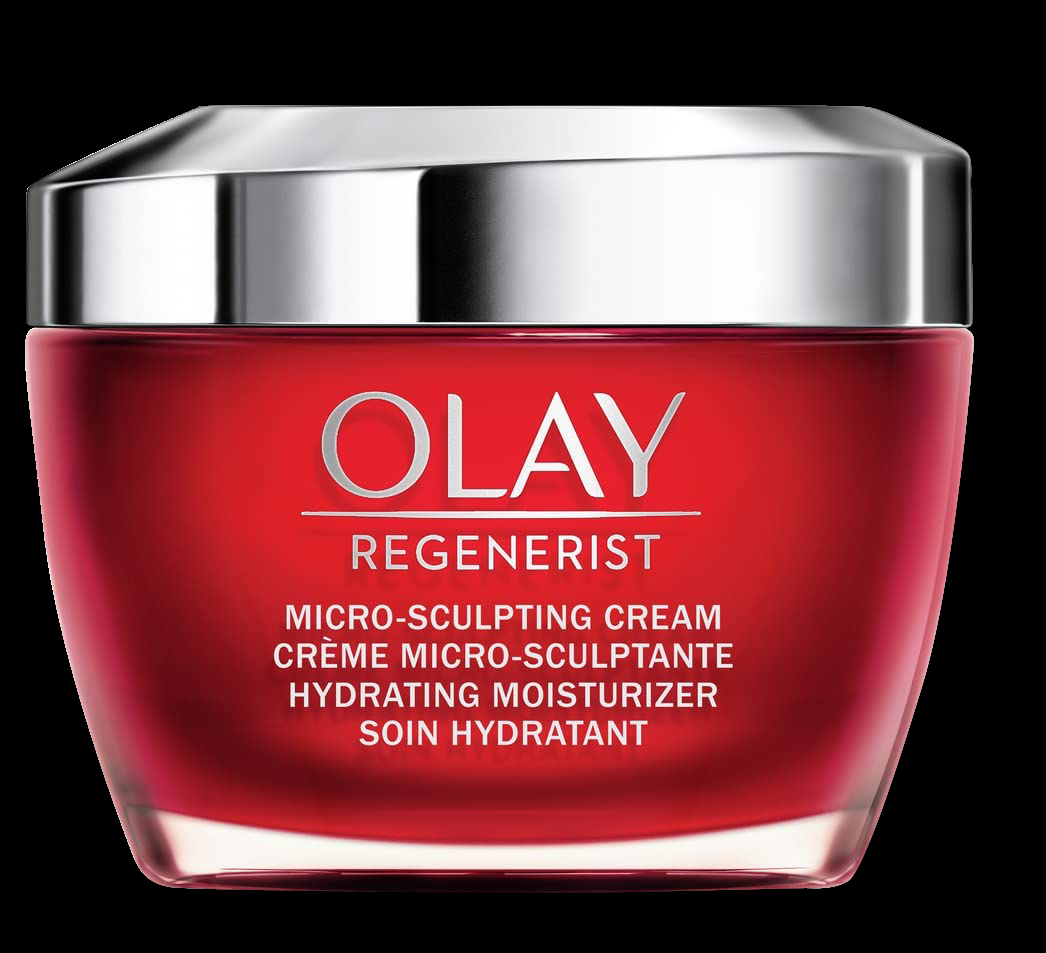 OLAY
REGENERIST
MICRO-SCULPTING CREAM
CRÈME MICRO-SCULPTANTE
HYDRATING MOISTURIZER
SOIN HYDRATANT